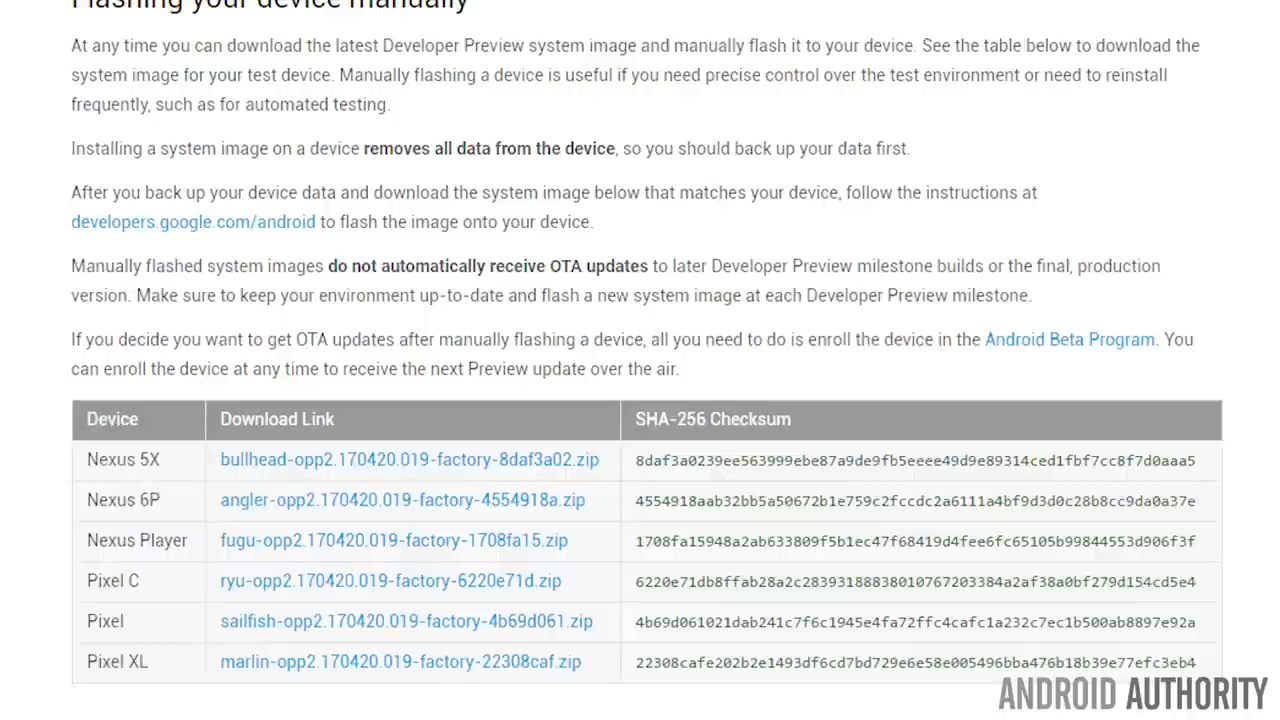 Flashing your device manually
At any time you can download the latest Developer Preview system image and manually flash it to your device. See the table below to download the
system image for your test device. Manually flashing a device is useful if you need precise control over the test environment or need to reinstall
frequently, such as for automated testing.
Installing a system image on a device removes all data from the device, so you should back up your data first.
After you back up your device data and download the system image below that matches your device, follow the instructions at
developers.google.com/android to flash the image onto your device.
Manually flashed system images do not automatically receive OTA updates to later Developer Preview milestone builds or the final, production
version. Make sure to keep your environment up-to-date and flash a new system image at each Developer Preview milestone.
If you decide you want to get OTA updates after manually flashing a device, all you need to do is enroll the device in the Android Beta Program. You
can enroll the device at any time to receive the next Preview update over the air.
Device Download Link SHA-256 Checksum
Nexus 5X bullhead-opp2.170420.019-factory-8daf3a02.zip 8daf3a0239ee563999ebe87a9de9fb5eeee49d9e89314ced1fbf7cc8f7d0aaa5
Nexus 6P angler-opp2.170420.019-factory-4554918a.zip 4554918aab32bb5a50672b1e759c2fccdc2a6111a4bf9d3d0c28b8cc9da0a37e
Nexus Player fugu-opp2.170420.019-factory-1708fa15.zip 1708fa15948a2ab633809f5b1ec47f68419d4fee6fc65105b99844553d906f3f
Pixel C ryu-opp2.170420.019-factory-6220e71d.zip 6220e71db8ffab28a2c28393188838010767203384a2af38a0bf279d154cd5e4
Pixel sailfish-opp2.170420.019-factory-4b69d061.zip 4b69d061021dab241c7f6c1945e4fa72ffc4cafc1a232c7ec1b500ab8897e92a
Pixel XL marlin-opp2.170420.019-factory-22308caf.zip 22308cafe202b2e1493df6cd7bd729e6e58e005496bba476b18b39e77efc3eb4
ANDROID AUTHORITY